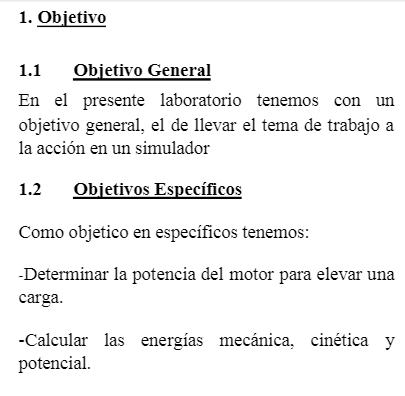 1. Objetivo
1.1 Objetivo General
En el presente laboratorio tenemos con un
objetivo general, el de llevar el tema de trabajo a
la acción en un simulador
1.2 Objetivos Específicos
Como objetico en específicos tenemos:
-Determinar la potencia del motor para elevar una
carga.
-Calcular las energías mecánica, cinética y
potencial.